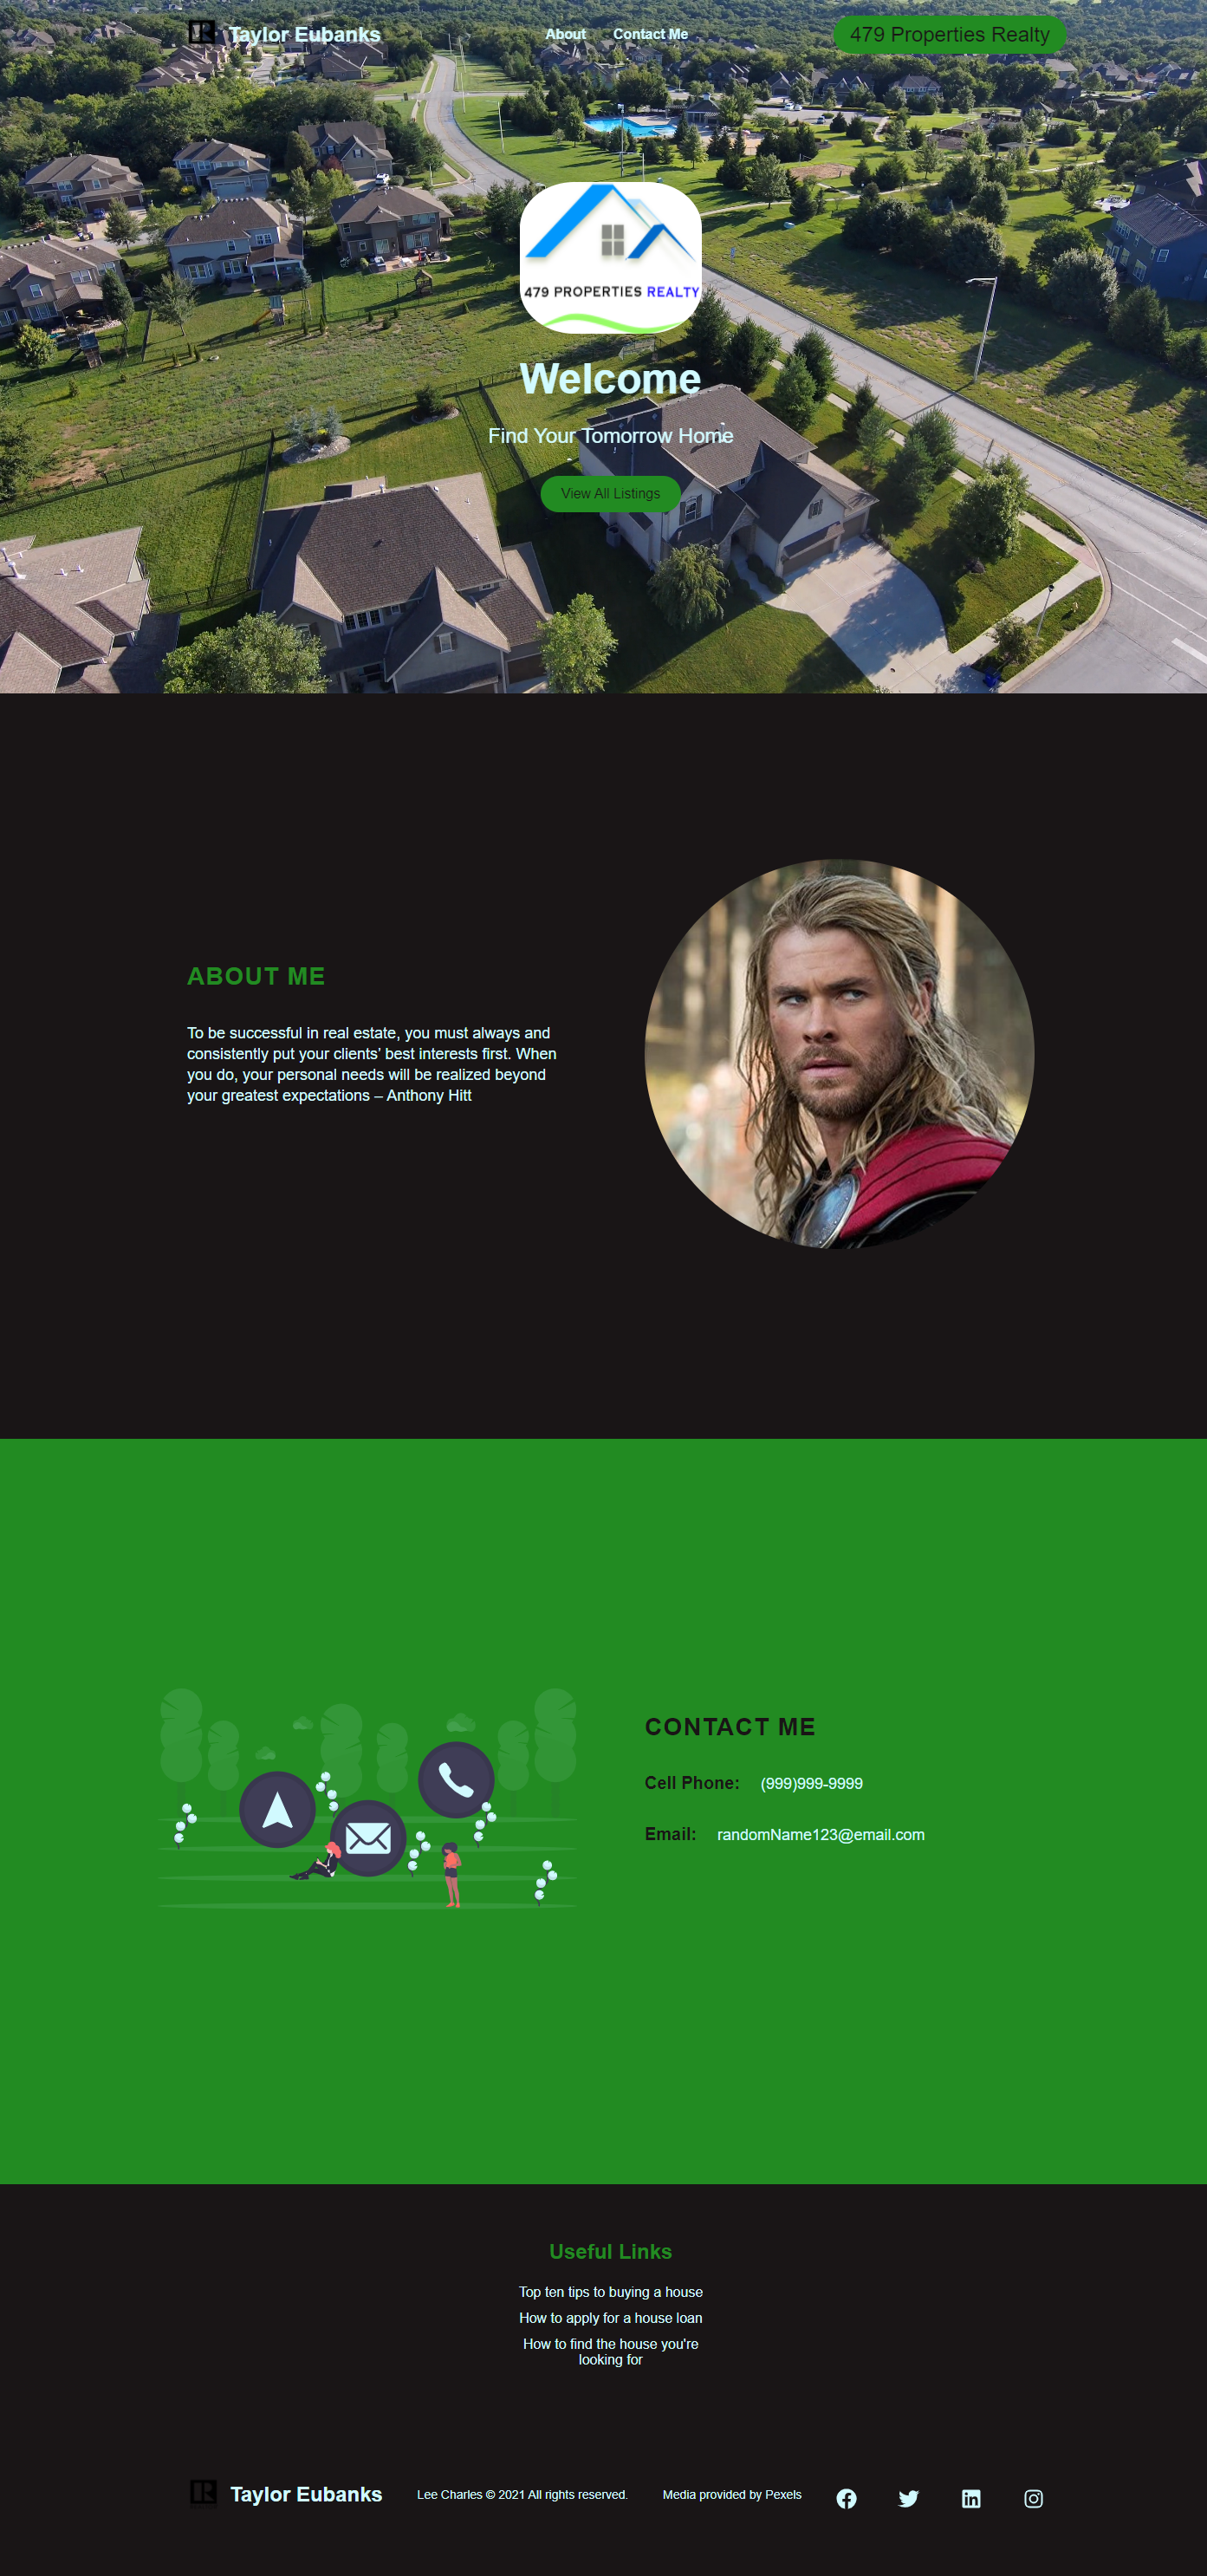 Taylor Eubanks
About
Contact Me
479 Properties Realty
479 PROPERTIES REALTY
Welcome
Find Your Tomorrow Home
View All Listings
ABOUT ME
To be successful in real estate, you must always and
consistently put your clients’ best interests first. When
you do, your personal needs will be realized beyond
your greatest expectations – Anthony Hitt
CONTACT ME
Cell Phone: (999)999-9999
Email: randomName123@email.com
Useful Links
Top ten tips to buying a house
How to apply for a house loan
How to find the house you're
looking for
Taylor Eubanks
Lee Charles © 2021 All rights reserved.
Media provided by Pexels